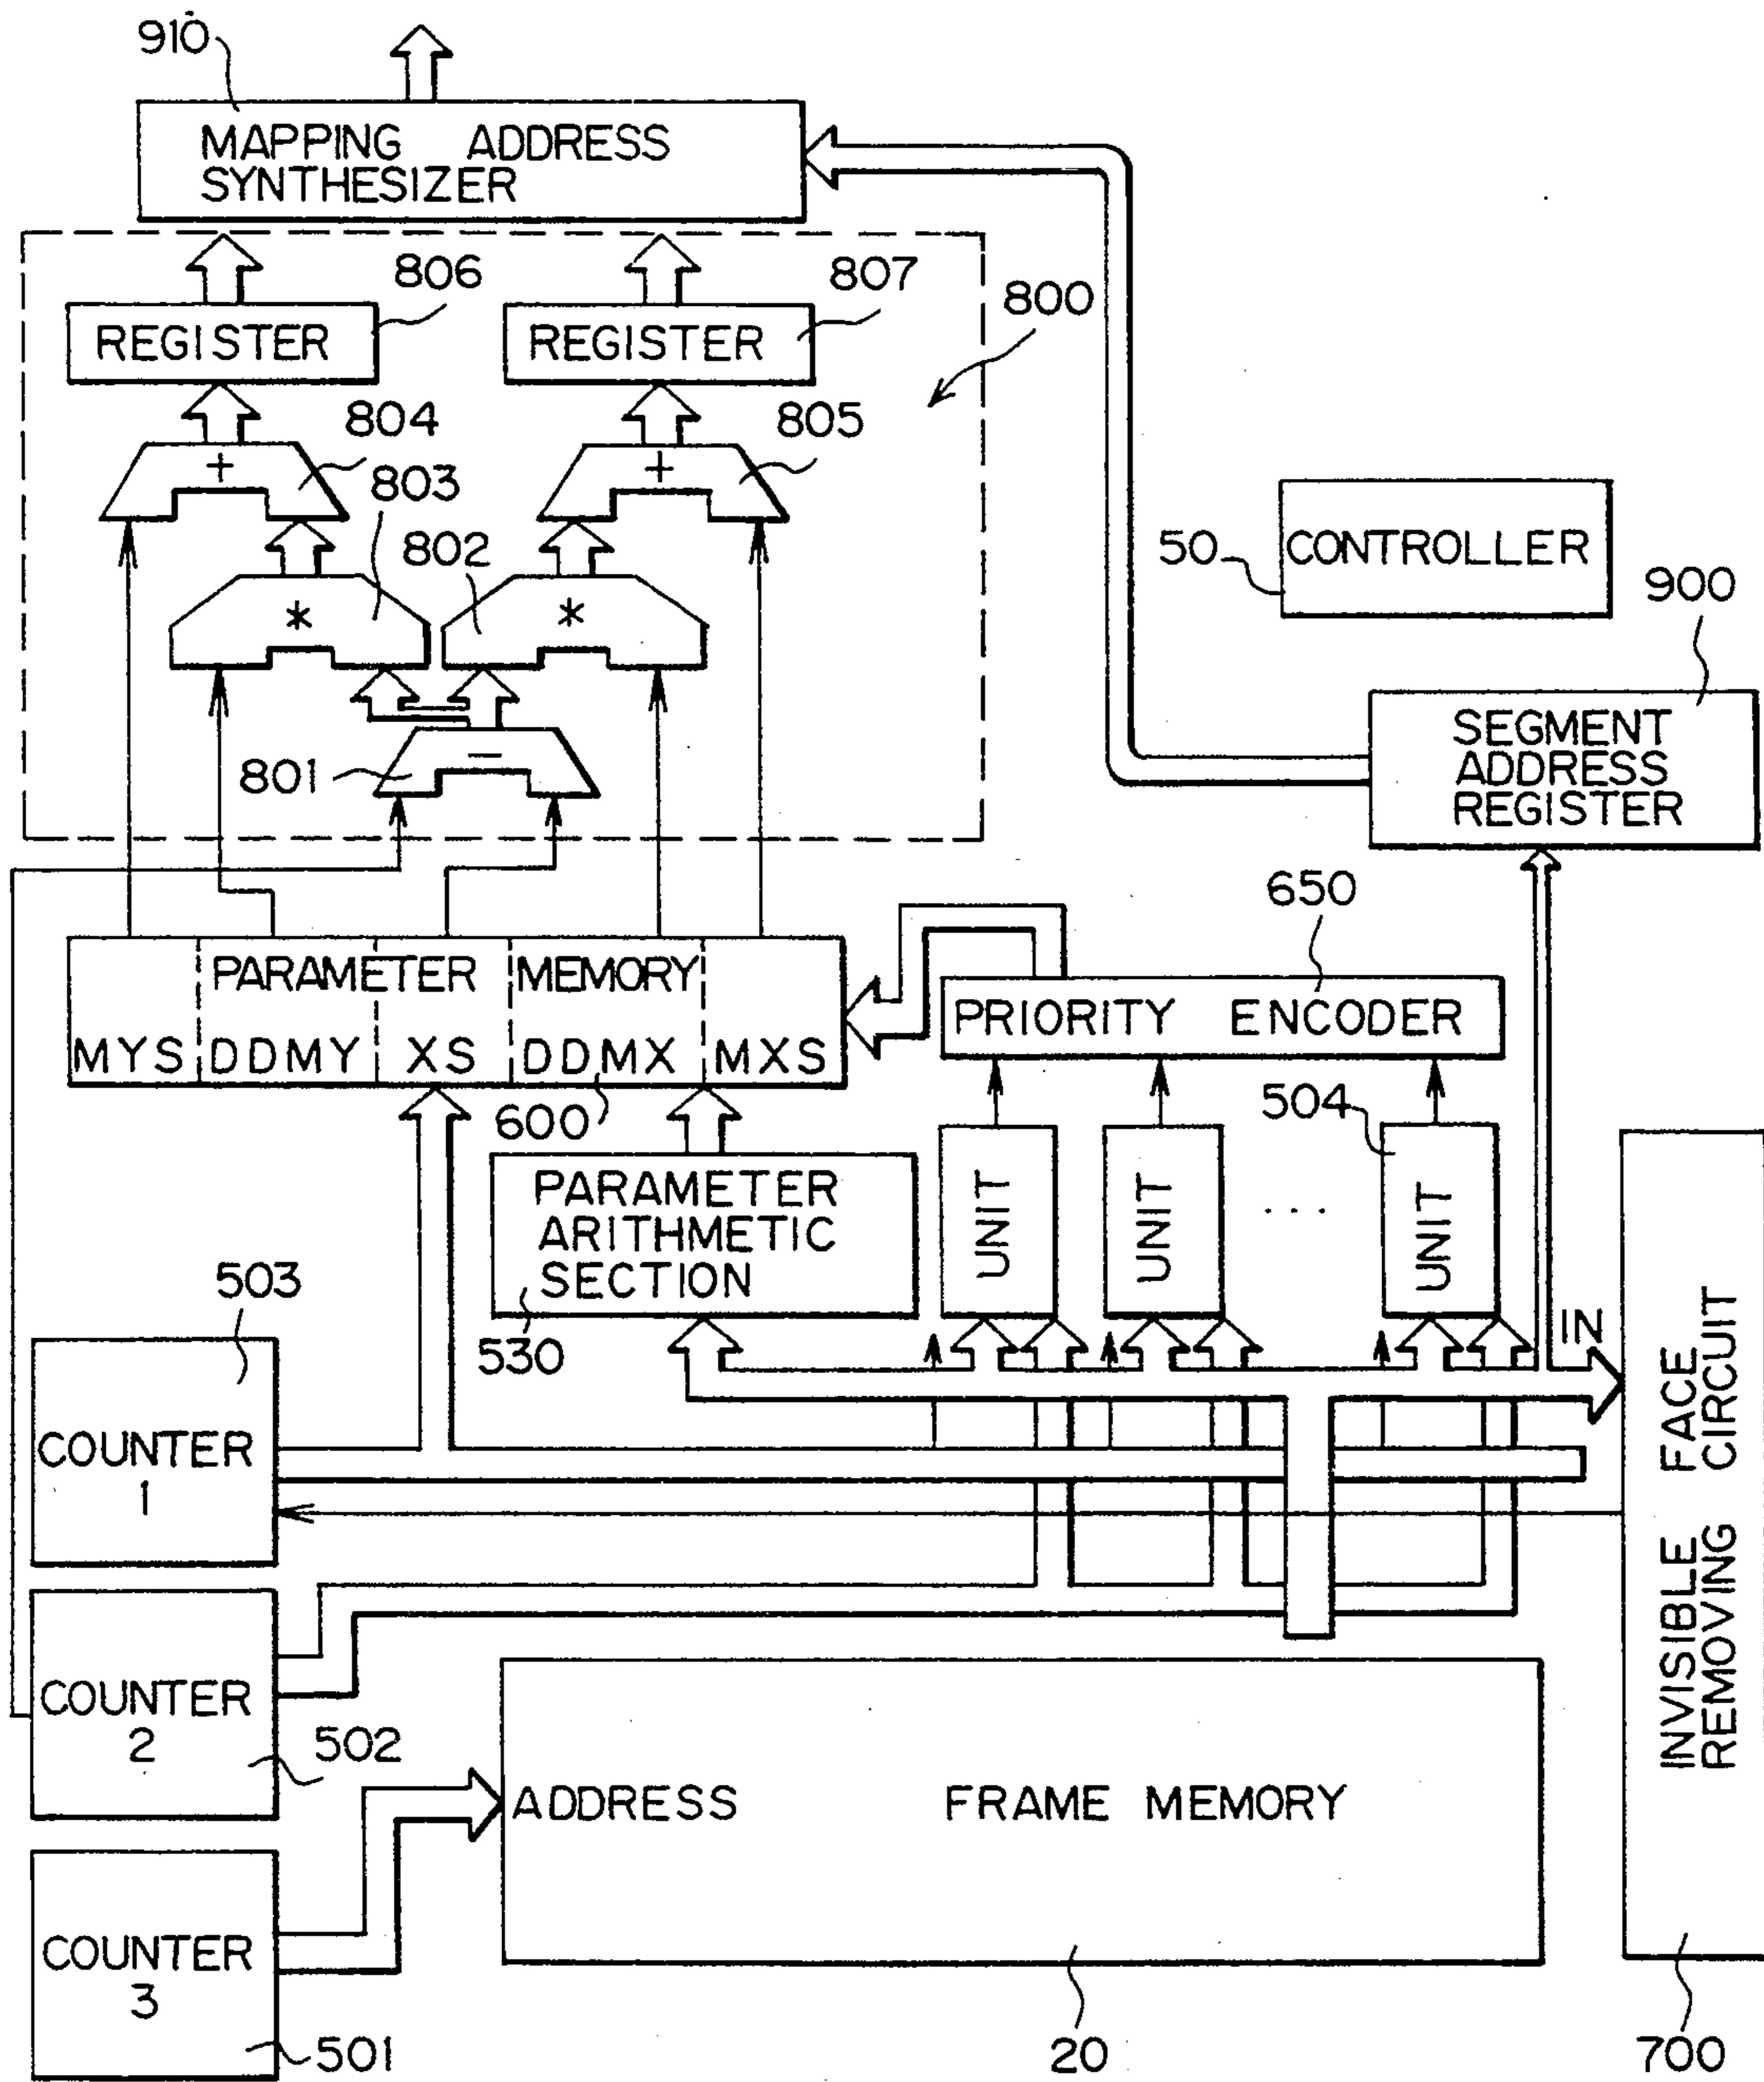 910
MAPPING ADDRESS
SYNTHESIZER
806
807
800
REGISTER
REGISTER
804
805
+
+
803
802
50
CONTROLLER
*
*
900
801
−
SEGMENT
ADDRESS
REGISTER
650
PARAMETER MEMORY
MYS DDMY XS DDMX MXS
PRIORITY ENCODER
600
504
PARAMETER
ARITHMETIC
SECTION
UNIT
UNIT
....
UNIT
503
530
IN
COUNTER
1
INVISIBLE FACE
REMOVING CIRCUIT
COUNTER
2
502
ADDRESS
FRAME MEMORY
COUNTER
3
501
20
700